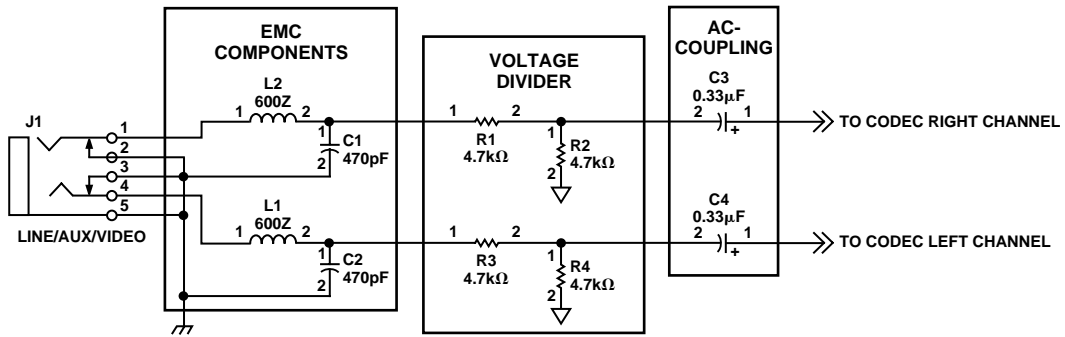 EMC
COMPONENTS
VOLTAGE
DIVIDER
AC-
COUPLING
J1
1
2
3
4
5
LINE/AUX/VIDEO
L2
600Z
1 2
1
C1
470pF
2
1 2
R1
4.7kΩ
1
R2
4.7kΩ
2
C3
0.33μF
2 1
+
TO CODEC RIGHT CHANNEL
L1
600Z
1 2
1
C2
470pF
2
1 2
R3
4.7kΩ
1
R4
4.7kΩ
2
C4
0.33μF
2 1
+
TO CODEC LEFT CHANNEL